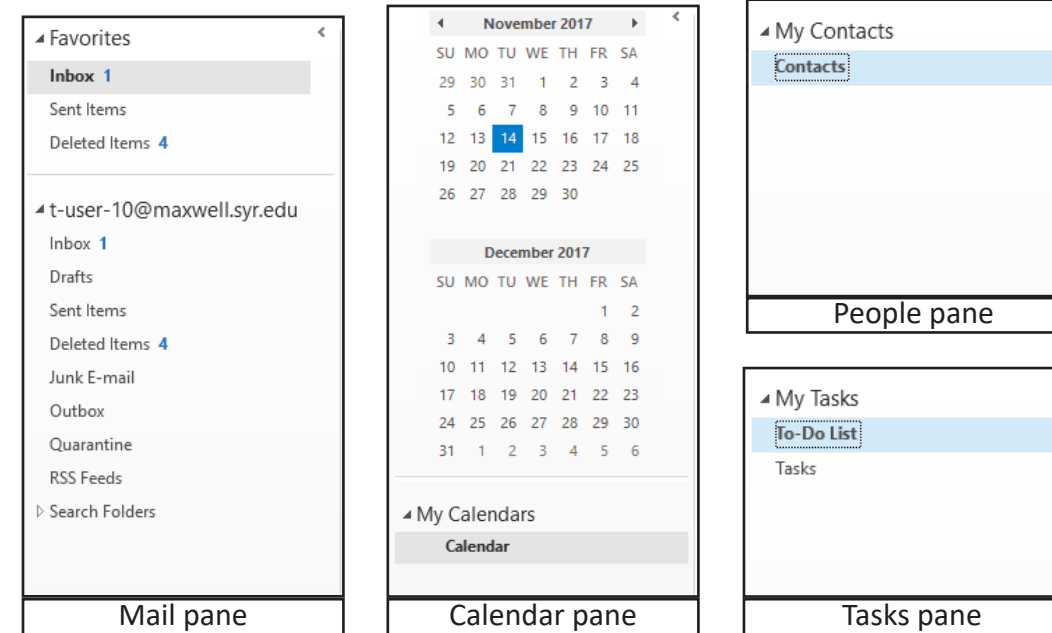 Favorites
Inbox 1
Sent Items
Deleted Items 4
t-user-10@maxwell.syr.edu
Inbox 1
Drafts
Sent Items
Deleted Items 4
Junk E-mail
Outbox
Quarantine
RSS Feeds
Search Folders
Mail pane
November 2017
SU MO TU WE TH FR SA
29 30 31 1 2 3 4
5 6 7 8 9 10 11
12 13 14 15 16 17 18
19 20 21 22 23 24 25
26 27 28 29 30
December 2017
SU MO TU WE TH FR SA
1 2
3 4 5 6 7 8 9
10 11 12 13 14 15 16
17 18 19 20 21 22 23
24 25 26 27 28 29 30
31 1 2 3 4 5 6
My Calendars
Calendar
Calendar pane
My Contacts
Contacts
People pane
My Tasks
To-Do List
Tasks
Tasks pane